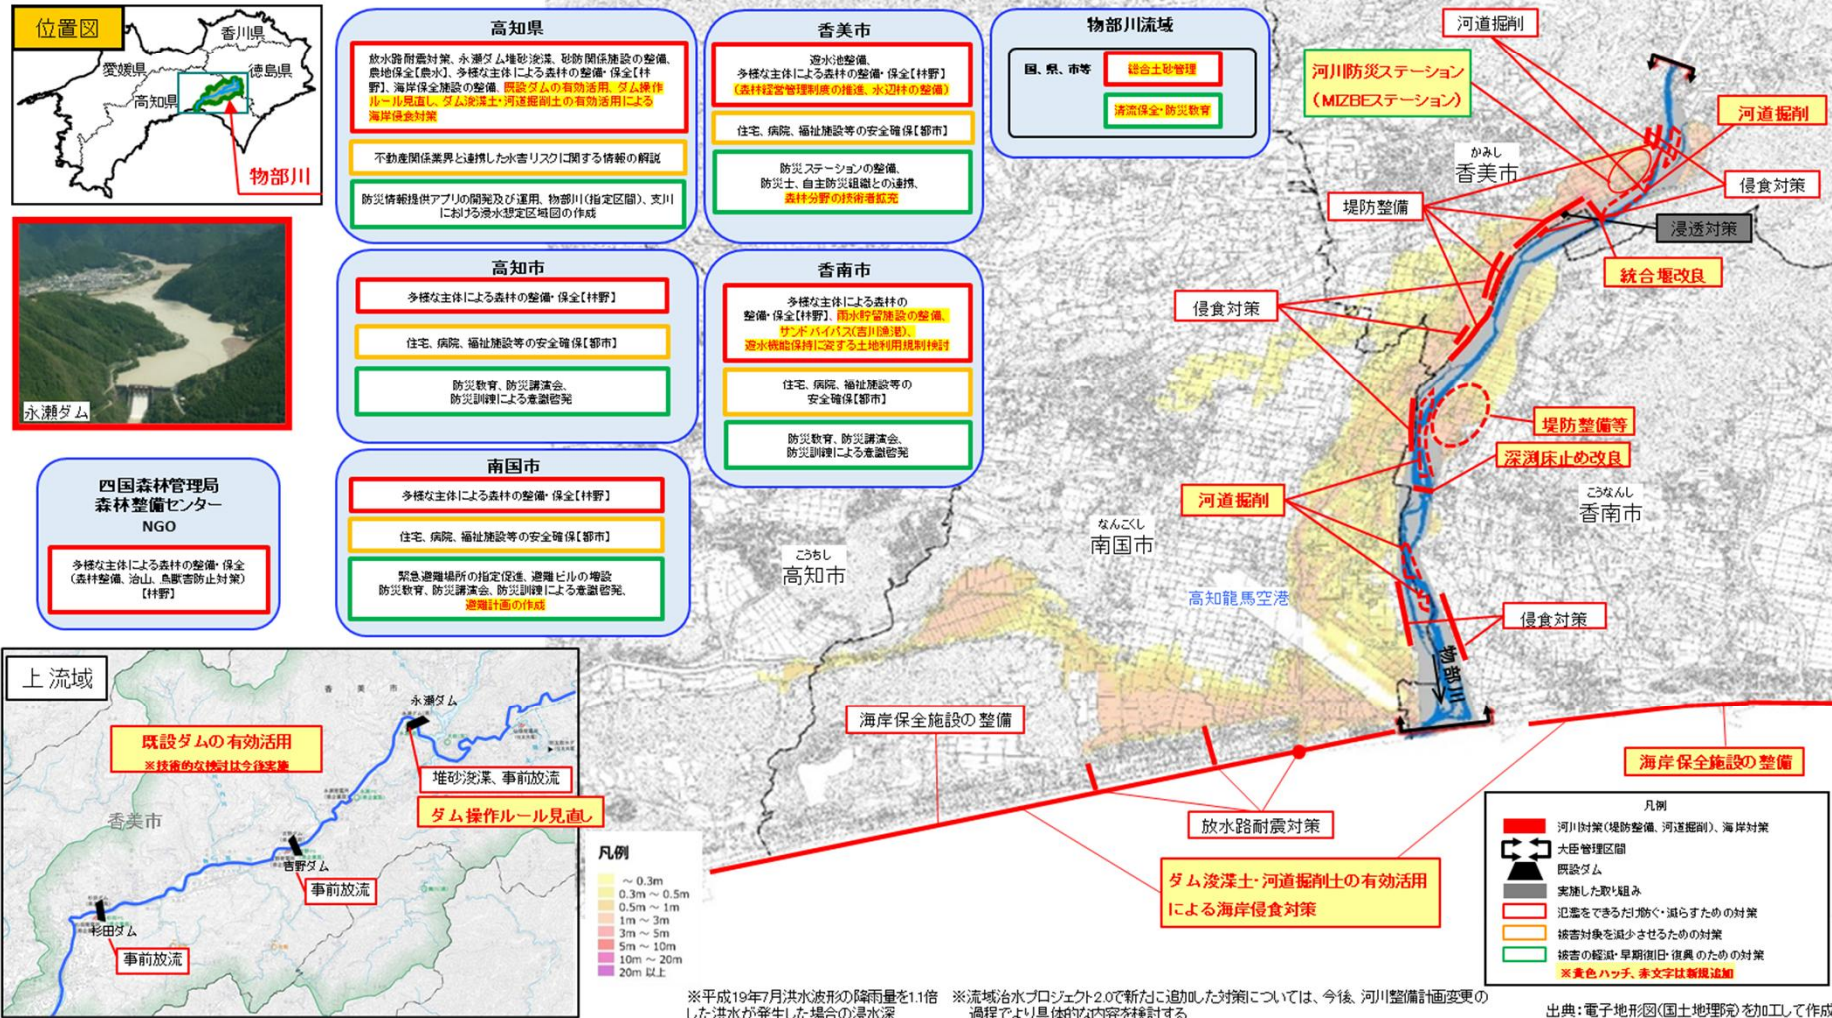 位置図
香川県
愛媛県
徳島県
高知県
物部川
永瀬ダム
四国森林管理局
森林整備センター
NGO
多様な主体による森林の整備・保全
(森林整備、治山、鳥獣害防止対策)
【林野】
高知県
放水路耐震対策、永瀬ダム堆砂浚渫、砂防関係施設の整備、
農地保全【農水】、多様な主体による森林の整備・保全【林
野】、海岸保全施設の整備、既設ダムの有効活用、ダム操作
ルール見直し、ダム浚渫土・河道掘削土の有効活用による
海岸侵食対策
不動産関係業界と連携した水害リスクに関する情報の解説
防災情報提供アプリの開発及び運用、物部川(指定区間)、支川
における浸水想定区域図の作成
高知市
多様な主体による森林の整備・保全【林野】
住宅、病院、福祉施設等の安全確保【都市】
防災教育、防災講演会、
防災訓練による意識啓発
南国市
多様な主体による森林の整備・保全【林野】
住宅、病院、福祉施設等の安全確保【都市】
緊急避難場所の指定促進、避難ビルの増設
防災教育、防災講演会、防災訓練による意識啓発、
避難計画の作成
香美市
遊水池整備、
多様な主体による森林の整備・保全【林野】
(森林経営管理制度の推進、水辺林の整備)
住宅、病院、福祉施設等の安全確保【都市】
防災ステーションの整備、
防災士、自主防災組織との連携、
森林分野の技術者拡充
香南市
多様な主体による森林の
整備・保全【林野】、雨水貯留施設の整備、
サンドバイパス(吉川漁港)、
遊水機能保持に資する土地利用規制検討
住宅、病院、福祉施設等の
安全確保【都市】
防災教育、防災講演会、
防災訓練による意識啓発
物部川流域
国、県、市等
総合土砂管理
清流保全・防災教育
河道掘削
河川防災ステーション
(MIZBEステーション)
河道掘削
かみし
香美市
侵食対策
堤防整備
浸透対策
統合堰改良
侵食対策
堤防整備等
深渕床止め改良
河道掘削
こうなんし
香南市
なんこくし
南国市
こうちし
高知市
高知龍馬空港
侵食対策
物部川
海岸保全施設の整備
海岸保全施設の整備
放水路耐震対策
ダム浚渫土・河道掘削土の有効活用
による海岸侵食対策
上流域
香美市
永瀬ダム
既設ダムの有効活用
※技術的な検討は今後実施
堆砂浚渫、事前放流
ダム操作ルール見直し
香美市
吉野ダム
事前放流
杉田ダム
事前放流
凡例
～ 0.3m
0.3m ～ 0.5m
0.5m ～ 1m
1m ～ 3m
3m ～ 5m
5m ～ 10m
10m ～ 20m
20m 以上
凡例
河川対策(堤防整備、河道掘削)、海岸対策
大臣管理区間
既設ダム
実施した取り組み
氾濫をできるだけ防ぐ・減らすための対策
被害対象を減少させるための対策
被害の軽減・早期復旧・復興のための対策
※黄色ハッチ、赤文字は新規追加
※平成19年7月洪水波形の降雨量を1.1倍
した洪水が発生した場合の浸水深
※流域治水プロジェクト2.0で新たに追加した対策については、今後、河川整備計画変更の
過程でより具体的な内容を検討する
出典：電子地形図(国土地理院)を加工して作成